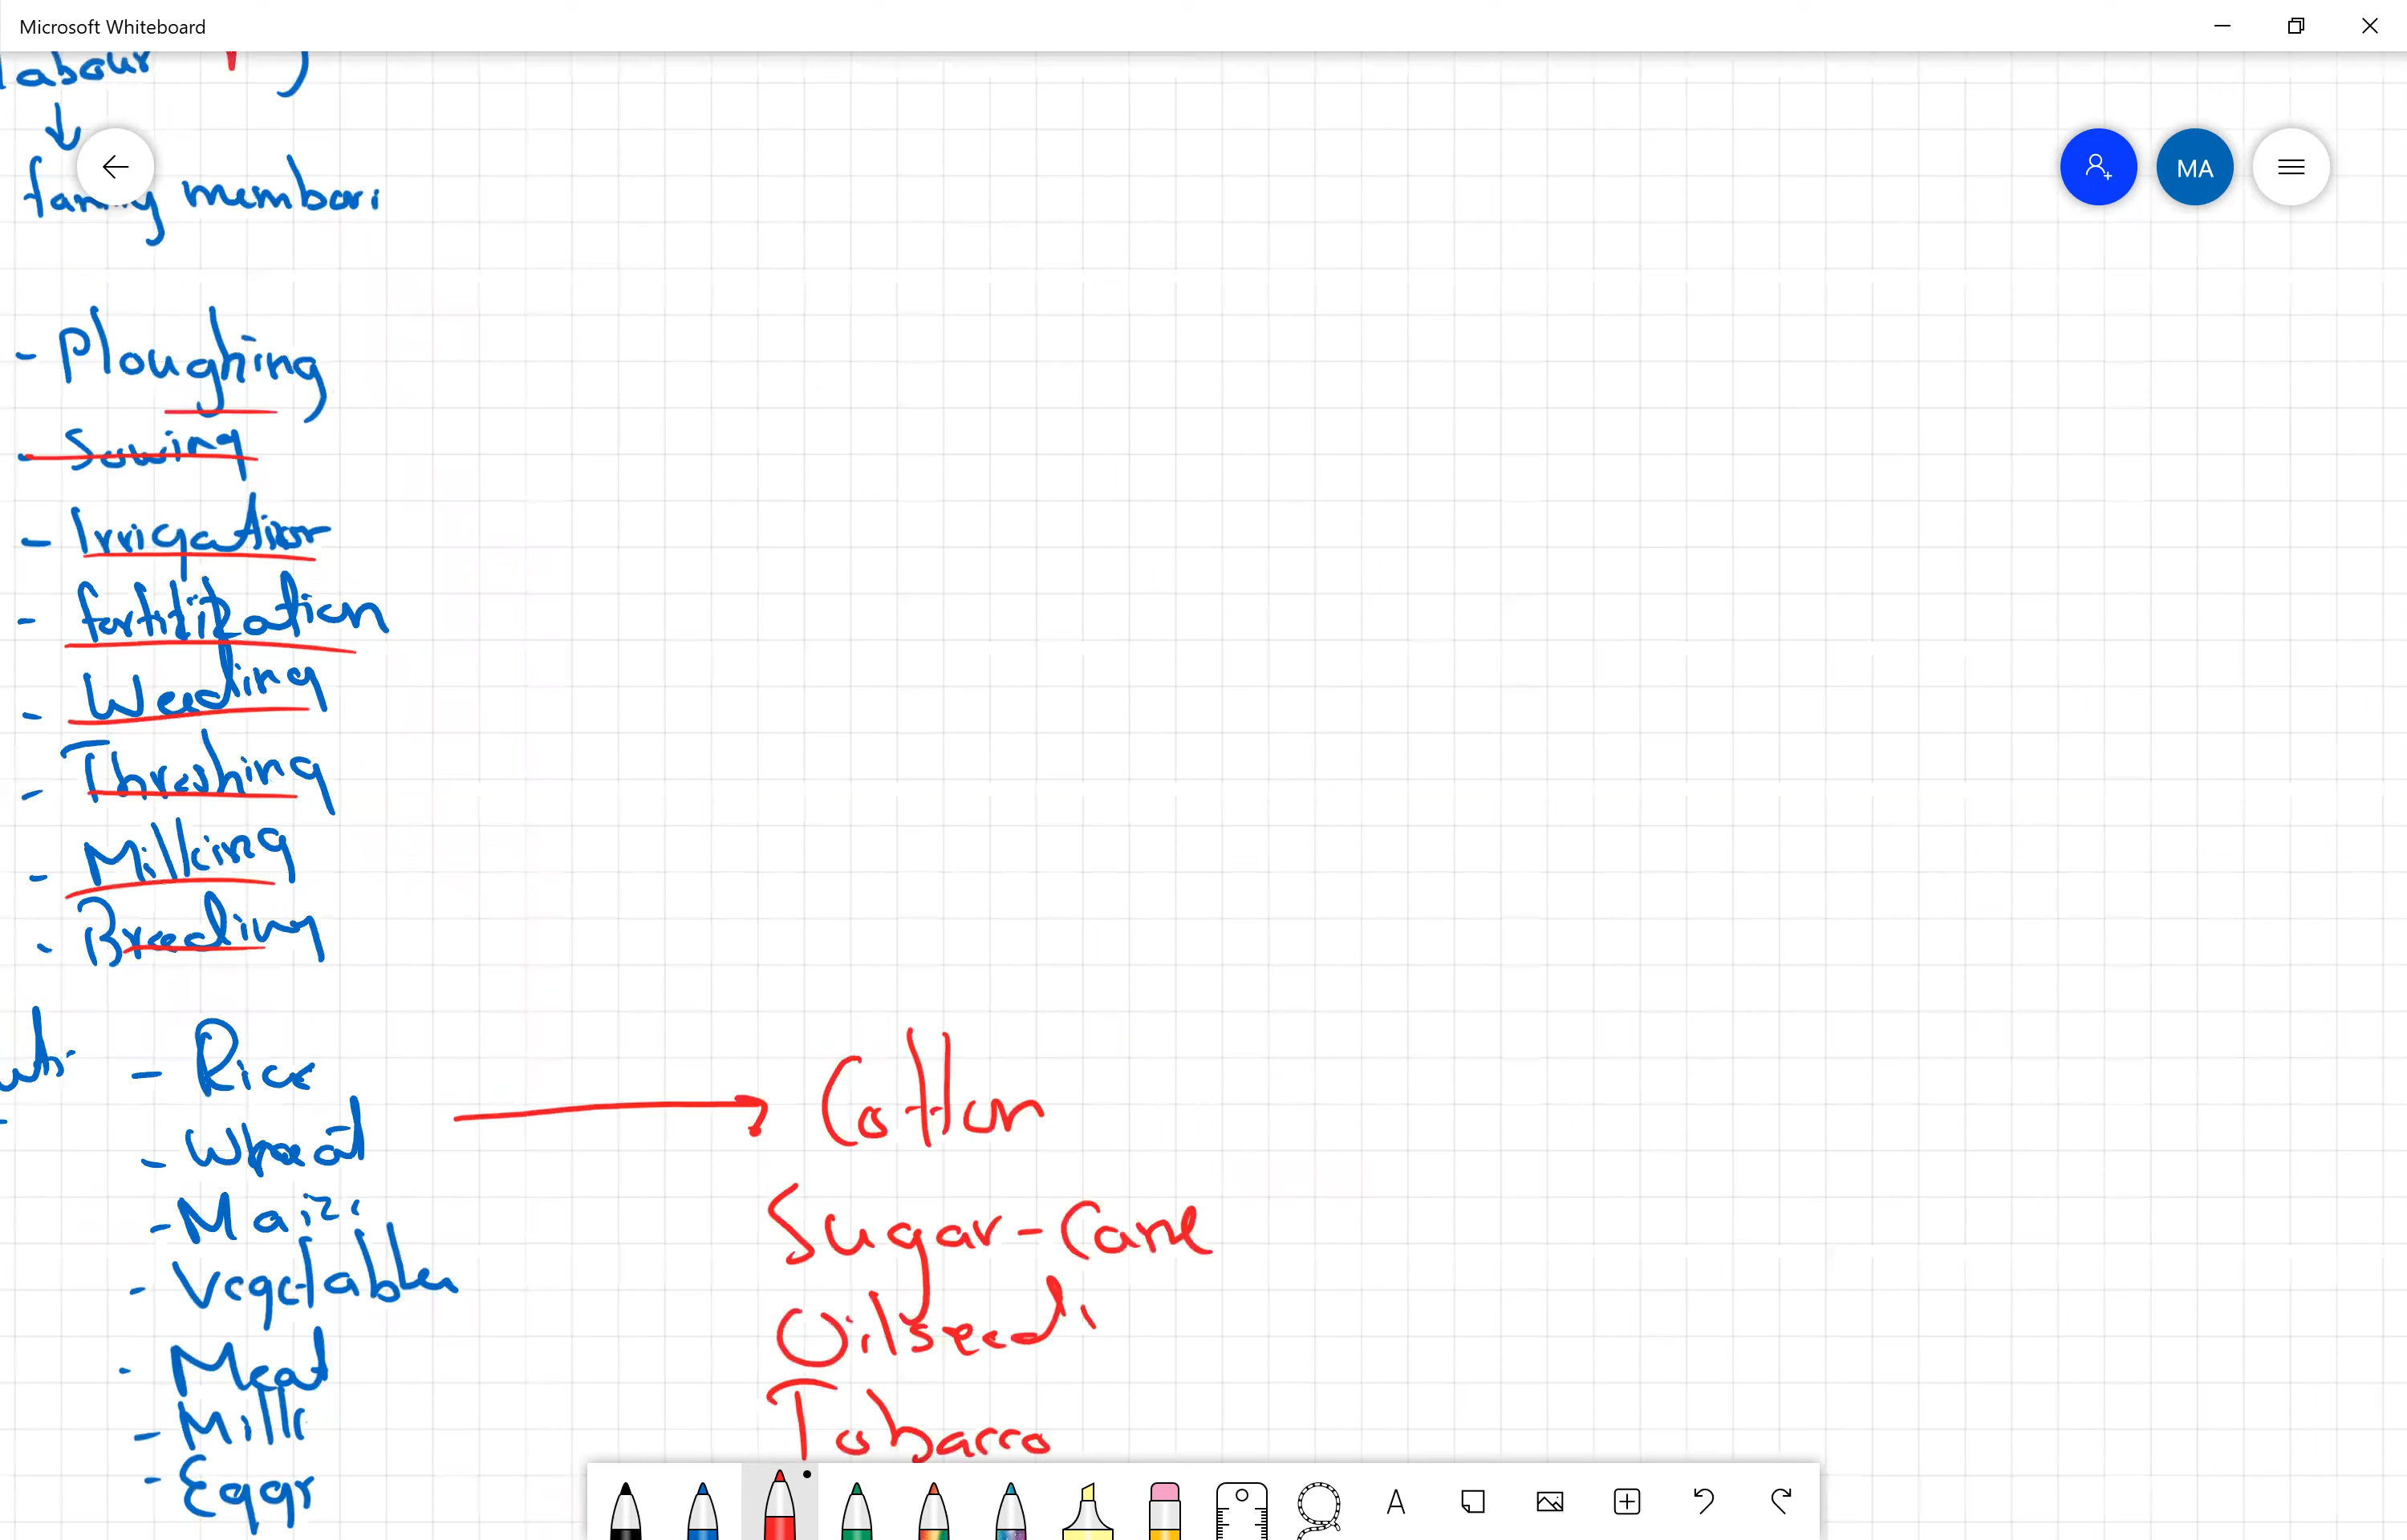 Microsoft Whiteboard
labour
MA
family members
- Ploughing
- Sowing
- Irrigation
- fertilization
- Weeding
- Threshing
- Milking
- Breeding
- Rice
Cotton
- Wheat
- Maize
Sugar-Cane
- Vegetables
Oilseeds
- Meat
- Milk
Tobacco
- Eggs
A